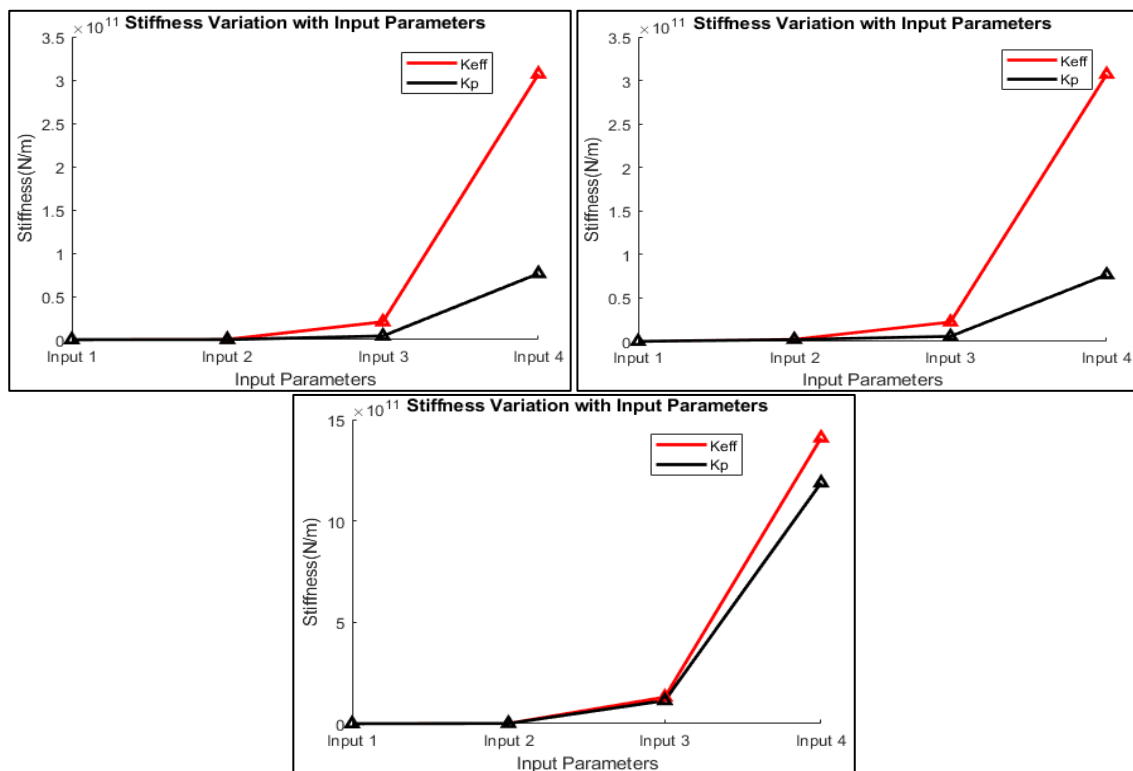 × 10^11 Stiffness Variation with Input Parameters
3.5
3
2.5
2
1.5
1
0.5
0
Stiffness(N/m)
Keff
Kp
Input 1 Input 2 Input 3 Input 4
Input Parameters
× 10^11 Stiffness Variation with Input Parameters
3.5
3
2.5
2
1.5
1
0.5
0
Stiffness(N/m)
Keff
Kp
Input 1 Input 2 Input 3 Input 4
Input Parameters
× 10^11 Stiffness Variation with Input Parameters
15
10
5
0
Stiffness(N/m)
Keff
Kp
Input 1 Input 2 Input 3 Input 4
Input Parameters